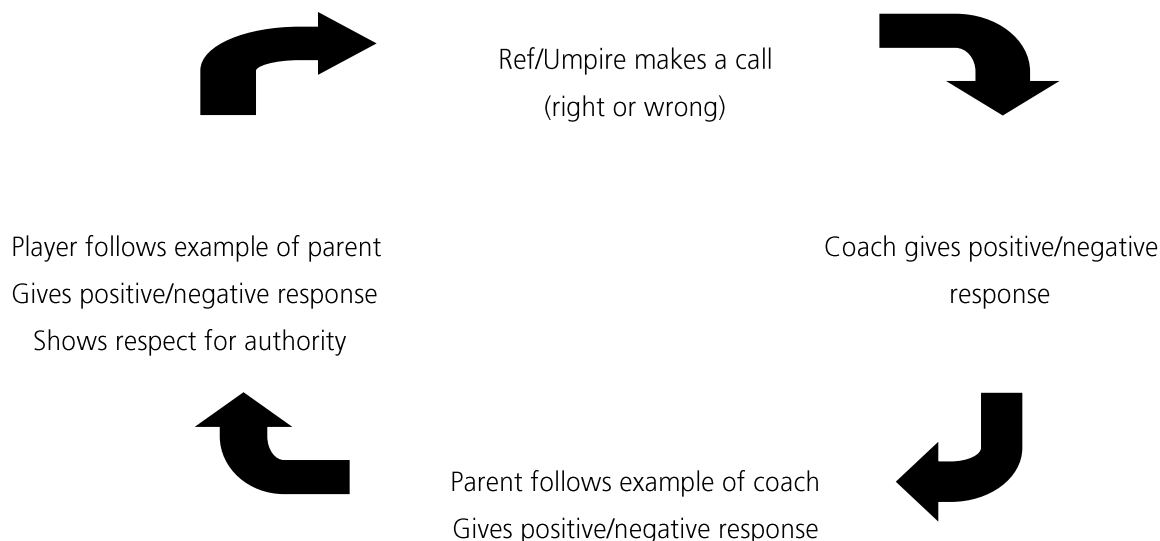 Ref/Umpire makes a call
(right or wrong)
Coach gives positive/negative
response
Parent follows example of coach
Gives positive/negative response
Player follows example of parent
Gives positive/negative response
Shows respect for authority